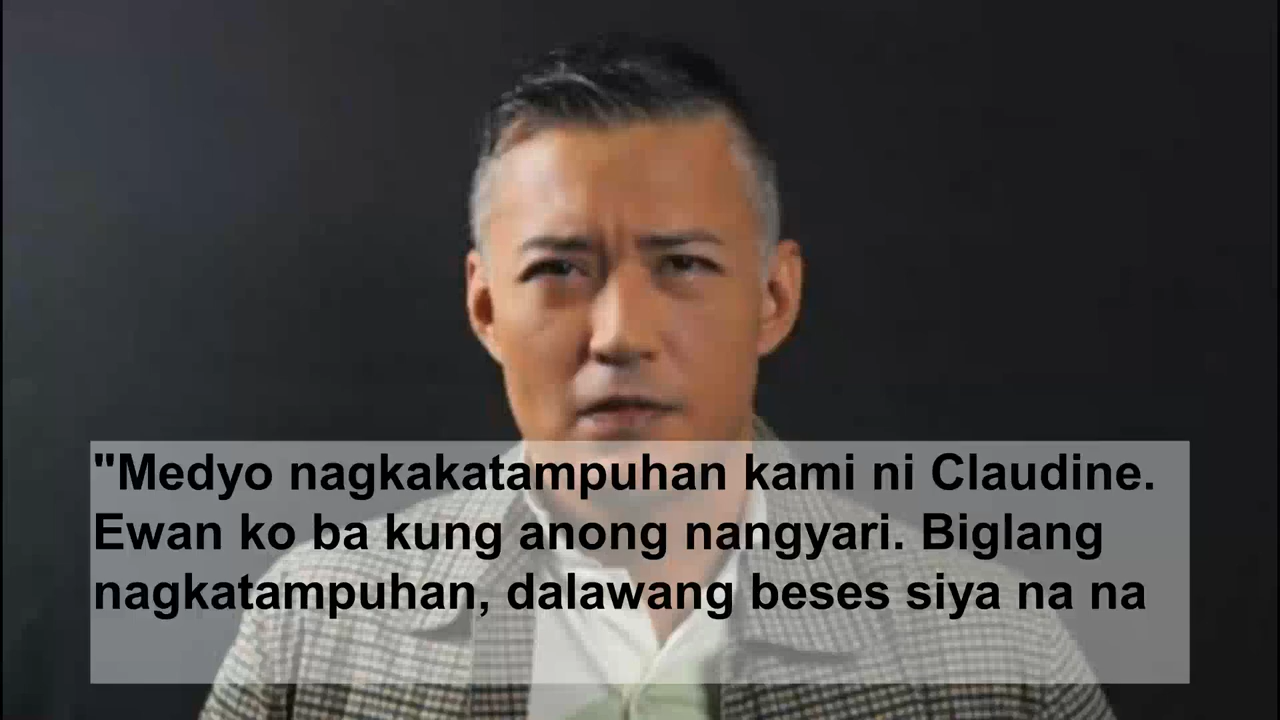 "Medyo nagkakatampuhan kami ni Claudine.
Ewan ko ba kung anong nangyari. Biglang
nagkatampuhan, dalawang beses siya na na